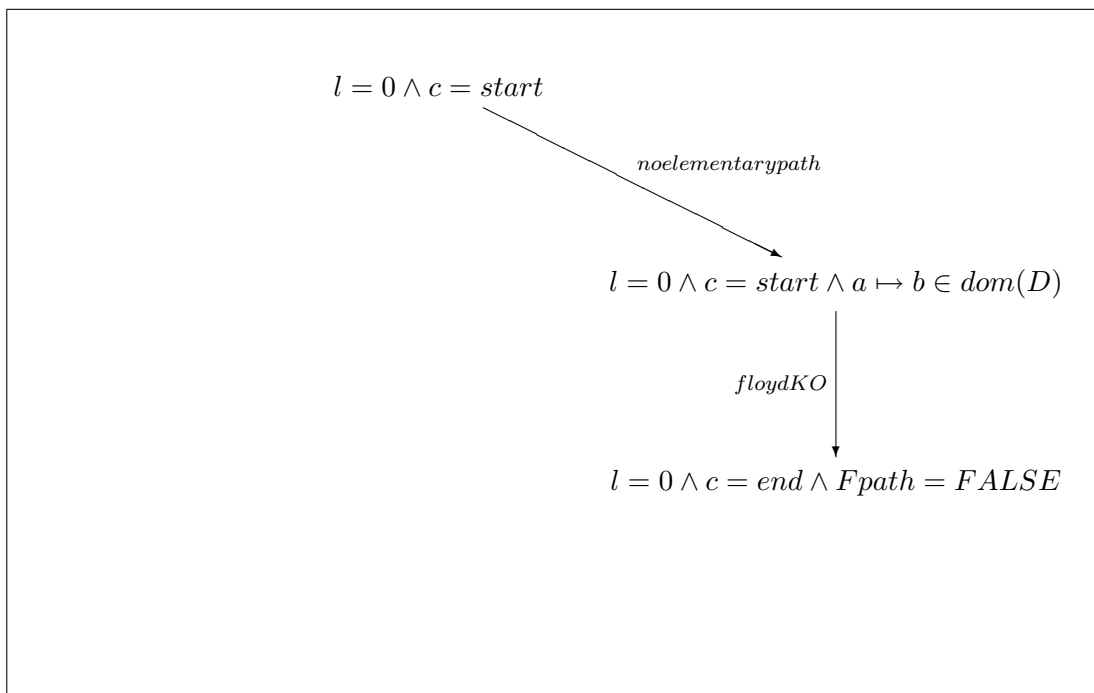 l = 0 ∧ c = start
noelementarypath
l = 0 ∧ c = start ∧ a ↦ b ∈ dom(D)
floydKO
l = 0 ∧ c = end ∧ Fpath = FALSE